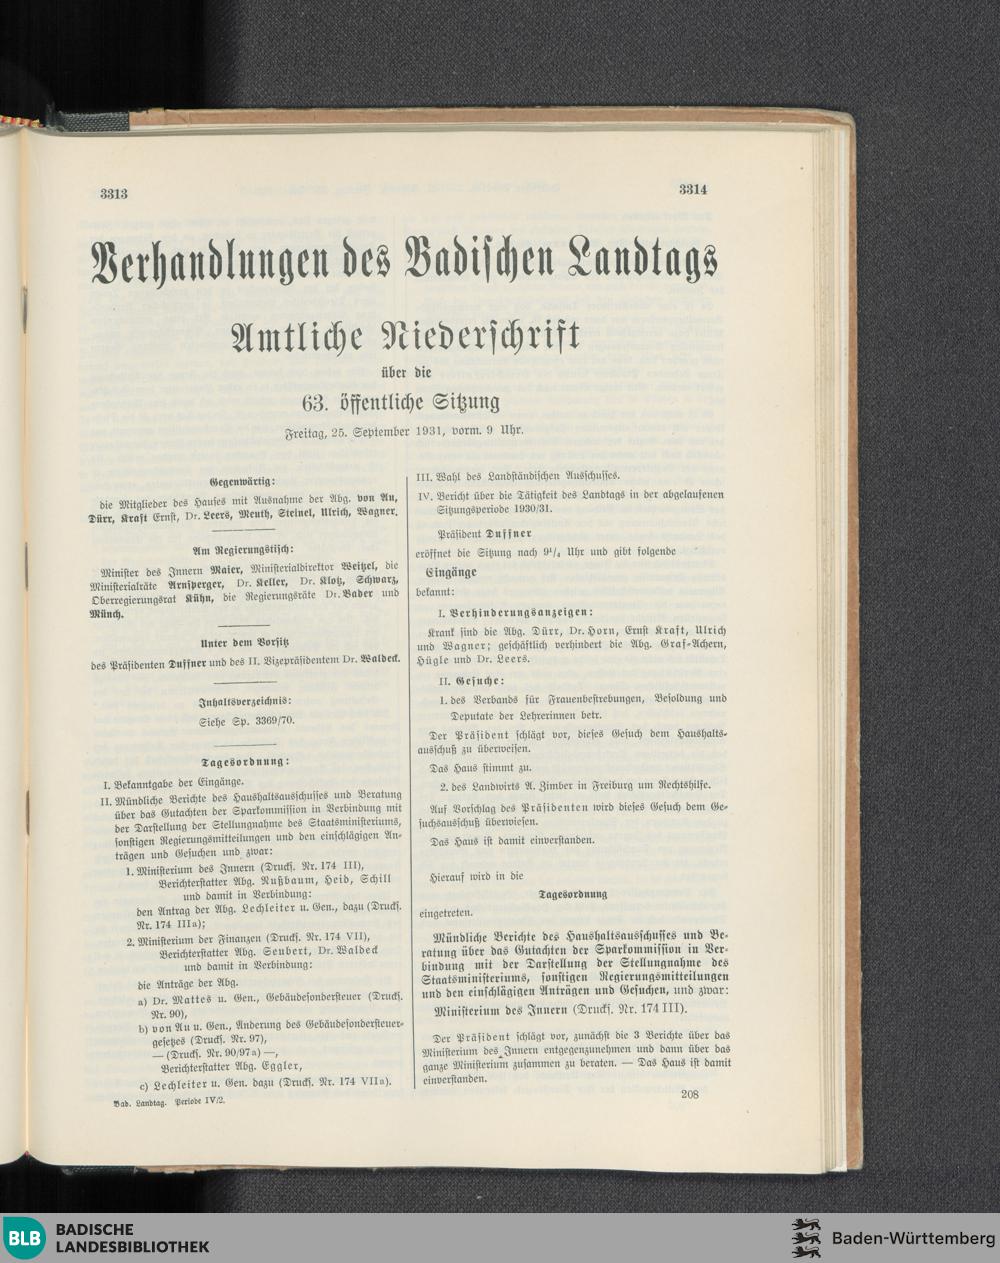 3313
3314
Verhandlungen des Badischen Landtags
Amtliche Niederschrift
über die
63. öffentliche Sitzung
Freitag, 25. September 1931, vorm. 9 Uhr.
Gegenwärtig:
die Mitglieder des Hauses mit Ausnahme der Abg. von Au,
Dürr, Kraft Ernst, Dr. Leers, Menth, Steinel, Ulrich, Wagner.
Am Regierungstisch:
Minister des Innern Maier, Ministerialdirektor Weitzel, die
Ministerialräte Arnsperger, Dr. Keller, Dr. Klotz, Schwarz,
Oberregierungsrat Kühn, die Regierungsräte Dr. Bader und
Münch.
Unter dem Vorsitz
des Präsidenten Duffner und des II. Vizepräsidentem Dr. Waldeck.
Inhaltsverzeichnis:
Siehe Sp. 3369/70.
Tagesordnung:
I. Bekanntgabe der Eingänge.
II. Mündliche Berichte des Haushaltsausschusses und Beratung
über das Gutachten der Sparkommission in Verbindung mit
der Darstellung der Stellungnahme des Staatsministeriums,
sonstigen Regierungsmitteilungen und den einschlägigen An-
trägen und Gesuchen und zwar:
1. Ministerium des Innern (Drucks. Nr. 174 III),
Berichterstatter Abg. Nußbaum, Heid, Schill
und damit in Verbindung:
den Antrag der Abg. Lechleiter u. Gen., dazu (Drucks.
Nr. 174 IIIa);
2. Ministerium der Finanzen (Drucks. Nr. 174 VII),
Berichterstatter Abg. Seubert, Dr. Waldeck
und damit in Verbindung:
die Anträge der Abg.
a) Dr. Mattes u. Gen., Gebäudesondersteuer (Drucks.
Nr. 90),
b) von Au u. Gen., Änderung des Gebäudesondersteuer-
gesetzes (Drucks. Nr. 97),
— (Drucks. Nr. 90/97a) —,
Berichterstatter Abg. Eggler,
c) Lechleiter u. Gen. dazu (Drucks. Nr. 174 VIIa).
Bad. Landtag. Periode IV/2.
III. Wahl des Landständischen Ausschusses.
IV. Bericht über die Tätigkeit des Landtags in der abgelaufenen
Sitzungsperiode 1930/31.
Präsident Duffner
eröffnet die Sitzung nach 9¼ Uhr und gibt folgende
Eingänge
bekannt:
I. Verhinderungsanzeigen:
Krank sind die Abg. Dürr, Dr. Horn, Ernst Kraft, Ulrich
und Wagner; geschäftlich verhindert die Abg. Graf-Achern,
Hügle und Dr. Leers.
II. Gesuche:
1. des Verbands für Frauenbestrebungen, Besoldung und
Deputate der Lehrerinnen betr.
Der Präsident schlägt vor, dieses Gesuch dem Haushalts-
ausschuß zu überweisen.
Das Haus stimmt zu.
2. des Landwirts A. Zimber in Freiburg um Rechtshilfe.
Auf Vorschlag des Präsidenten wird dieses Gesuch dem Ge-
suchsausschuß überwiesen.
Das Haus ist damit einverstanden.
Hierauf wird in die
Tagesordnung
eingetreten.
Mündliche Berichte des Haushaltsausschusses und Be-
ratung über das Gutachten der Sparkommission in Ver-
bindung mit der Darstellung der Stellungnahme des
Staatsministeriums, sonstigen Regierungsmitteilungen
und den einschlägigen Anträgen und Gesuchen, und zwar:
Ministerium des Innern (Drucks. Nr. 174 III).
Der Präsident schlägt vor, zunächst die 3 Berichte über das
Ministerium des Innern entgegenzunehmen und dann über das
ganze Ministerium zusammen zu beraten. — Das Haus ist damit
einverstanden.
208
BLB
BADISCHE
LANDESBIBLIOTHEK
Baden-Württemberg